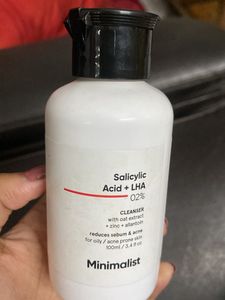 Salicylic
Acid + LHA
02%
CLEANSER
with oat extract
+ zinc + allantoin
reduces sebum & acne
for oily / acne prone skin
100ml / 3.4 fl oz
Minimalist